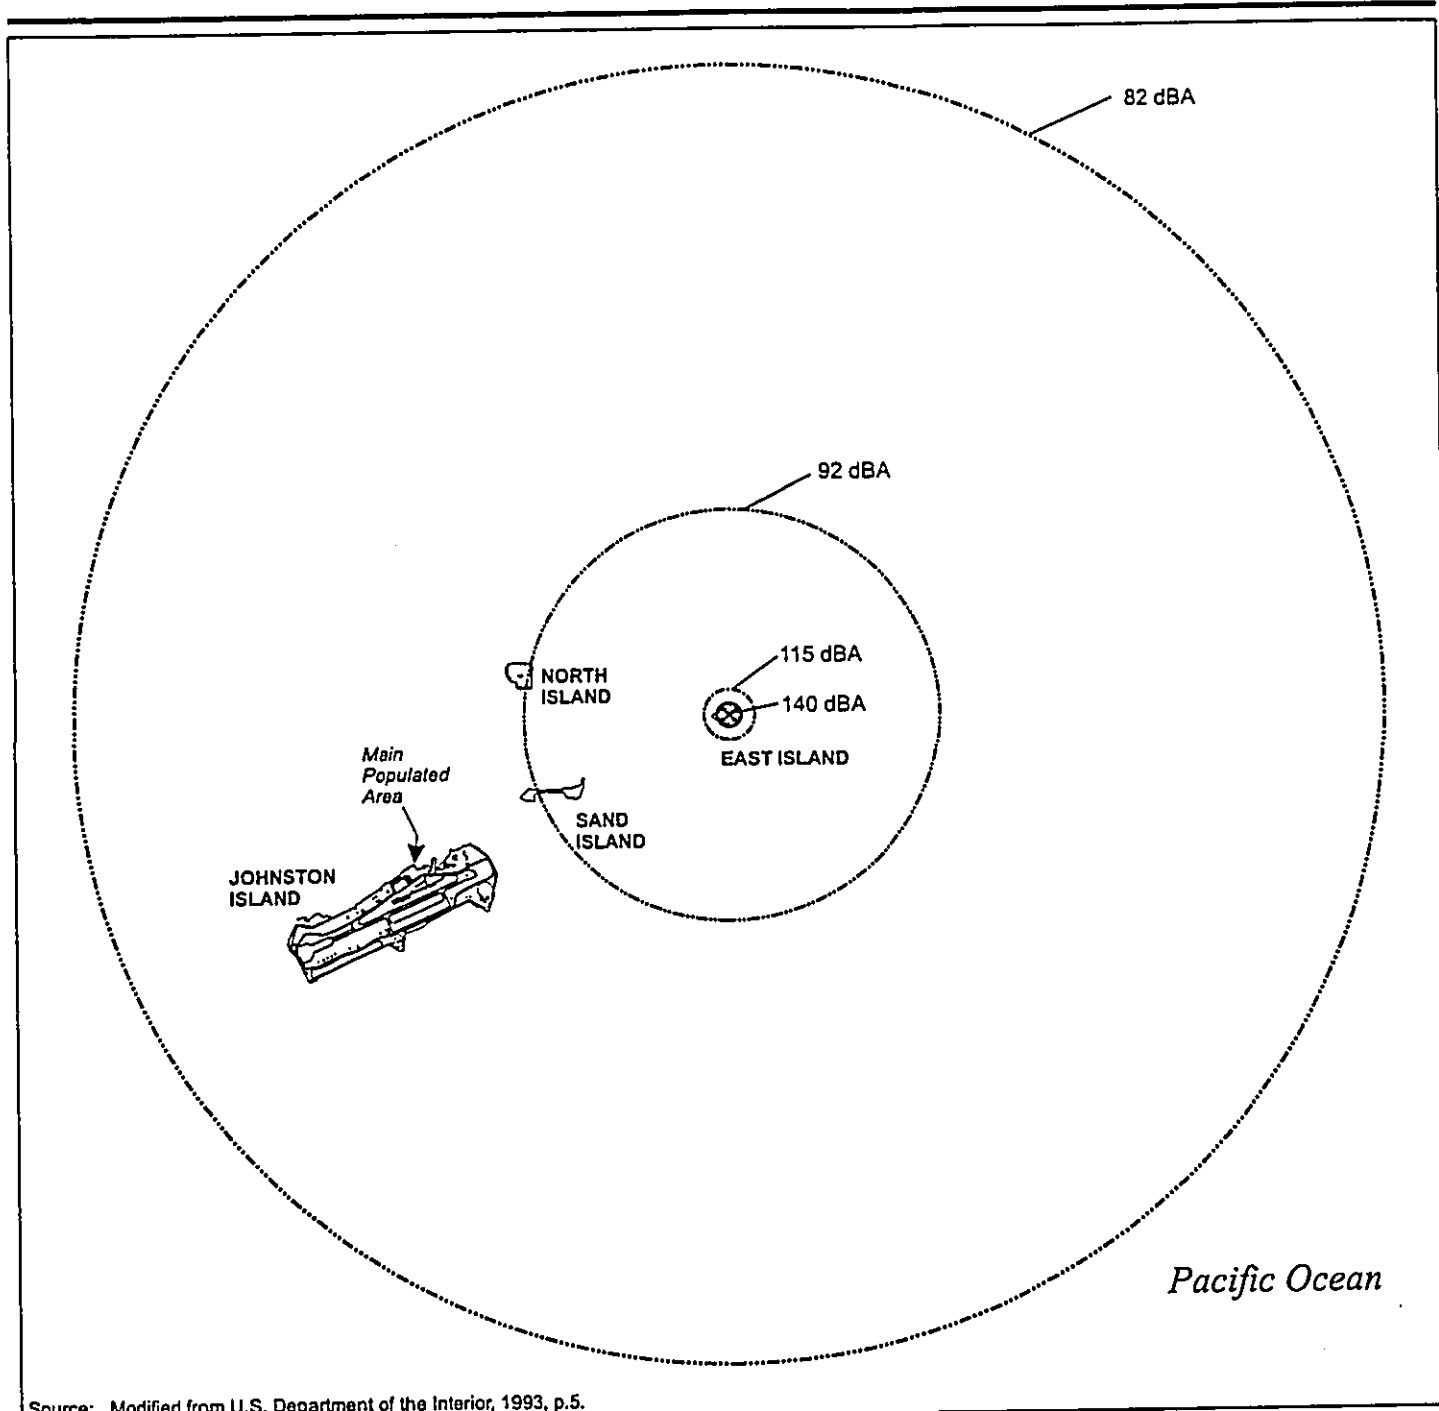 82 dBA
92 dBA
115 dBA
NORTH
ISLAND
140 dBA
EAST ISLAND
Main
Populated
Area
SAND
ISLAND
JOHNSTON
ISLAND
Pacific Ocean
Source: Modified from U.S. Department of the Interior, 1993, p.5.